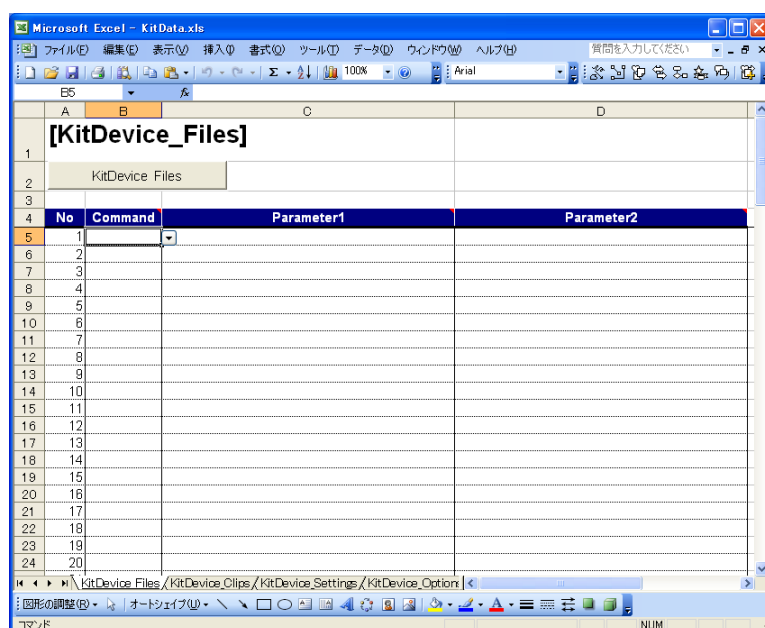 Microsoft Excel - KitData.xls
ファイル(F) 編集(E) 表示(V) 挿入(I) 書式(O) ツール(T) データ(D) ウィンドウ(W) ヘルプ(H) 質問を入力してください
Σ 100% Arial
B5 fx
A B C D
1 [KitDevice_Files]
2 KitDevice Files
3
4 No Command Parameter1 Parameter2
5 1
6 2
7 3
8 4
9 5
10 6
11 7
12 8
13 9
14 10
15 11
16 12
17 13
18 14
19 15
20 16
21 17
22 18
23 19
24 20
KitDevice_Files KitDevice_Clips KitDevice_Settings KitDevice_Option
図形の調整(R) オートシェイプ(U) A
コマンド NUM